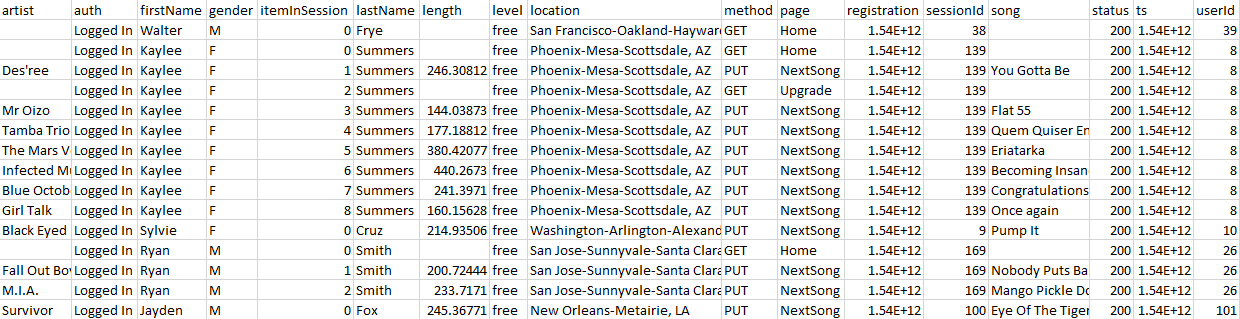 artist auth firstName gender itemInSession lastName length level location method page registration sessionId song status ts userId
Logged In Walter M 0 Frye free San Francisco-Oakland-Haywar GET Home 1.54E+12 38 200 1.54E+12 39
Logged In Kaylee F 0 Summers free Phoenix-Mesa-Scottsdale, AZ GET Home 1.54E+12 139 200 1.54E+12 8
Des'ree Logged In Kaylee F 1 Summers 246.30812 free Phoenix-Mesa-Scottsdale, AZ PUT NextSong 1.54E+12 139 You Gotta Be 200 1.54E+12 8
Logged In Kaylee F 2 Summers free Phoenix-Mesa-Scottsdale, AZ GET Upgrade 1.54E+12 139 200 1.54E+12 8
Mr Oizo Logged In Kaylee F 3 Summers 144.03873 free Phoenix-Mesa-Scottsdale, AZ PUT NextSong 1.54E+12 139 Flat 55 200 1.54E+12 8
Tamba Trio Logged In Kaylee F 4 Summers 177.18812 free Phoenix-Mesa-Scottsdale, AZ PUT NextSong 1.54E+12 139 Quem Quiser En 200 1.54E+12 8
The Mars V Logged In Kaylee F 5 Summers 380.42077 free Phoenix-Mesa-Scottsdale, AZ PUT NextSong 1.54E+12 139 Eriatarka 200 1.54E+12 8
Infected M Logged In Kaylee F 6 Summers 440.2673 free Phoenix-Mesa-Scottsdale, AZ PUT NextSong 1.54E+12 139 Becoming Insan 200 1.54E+12 8
Blue Octob Logged In Kaylee F 7 Summers 241.3971 free Phoenix-Mesa-Scottsdale, AZ PUT NextSong 1.54E+12 139 Congratulations 200 1.54E+12 8
Girl Talk Logged In Kaylee F 8 Summers 160.15628 free Phoenix-Mesa-Scottsdale, AZ PUT NextSong 1.54E+12 139 Once again 200 1.54E+12 8
Black Eyed Logged In Sylvie F 0 Cruz 214.93506 free Washington-Arlington-Alexand PUT NextSong 1.54E+12 9 Pump It 200 1.54E+12 10
Logged In Ryan M 0 Smith free San Jose-Sunnyvale-Santa Clara GET Home 1.54E+12 169 200 1.54E+12 26
Fall Out Bo Logged In Ryan M 1 Smith 200.72444 free San Jose-Sunnyvale-Santa Clara PUT NextSong 1.54E+12 169 Nobody Puts Ba 200 1.54E+12 26
M.I.A. Logged In Ryan M 2 Smith 233.7171 free San Jose-Sunnyvale-Santa Clara PUT NextSong 1.54E+12 169 Mango Pickle Do 200 1.54E+12 26
Survivor Logged In Jayden M 0 Fox 245.36771 free New Orleans-Metairie, LA PUT NextSong 1.54E+12 100 Eye Of The Tiger 200 1.54E+12 101